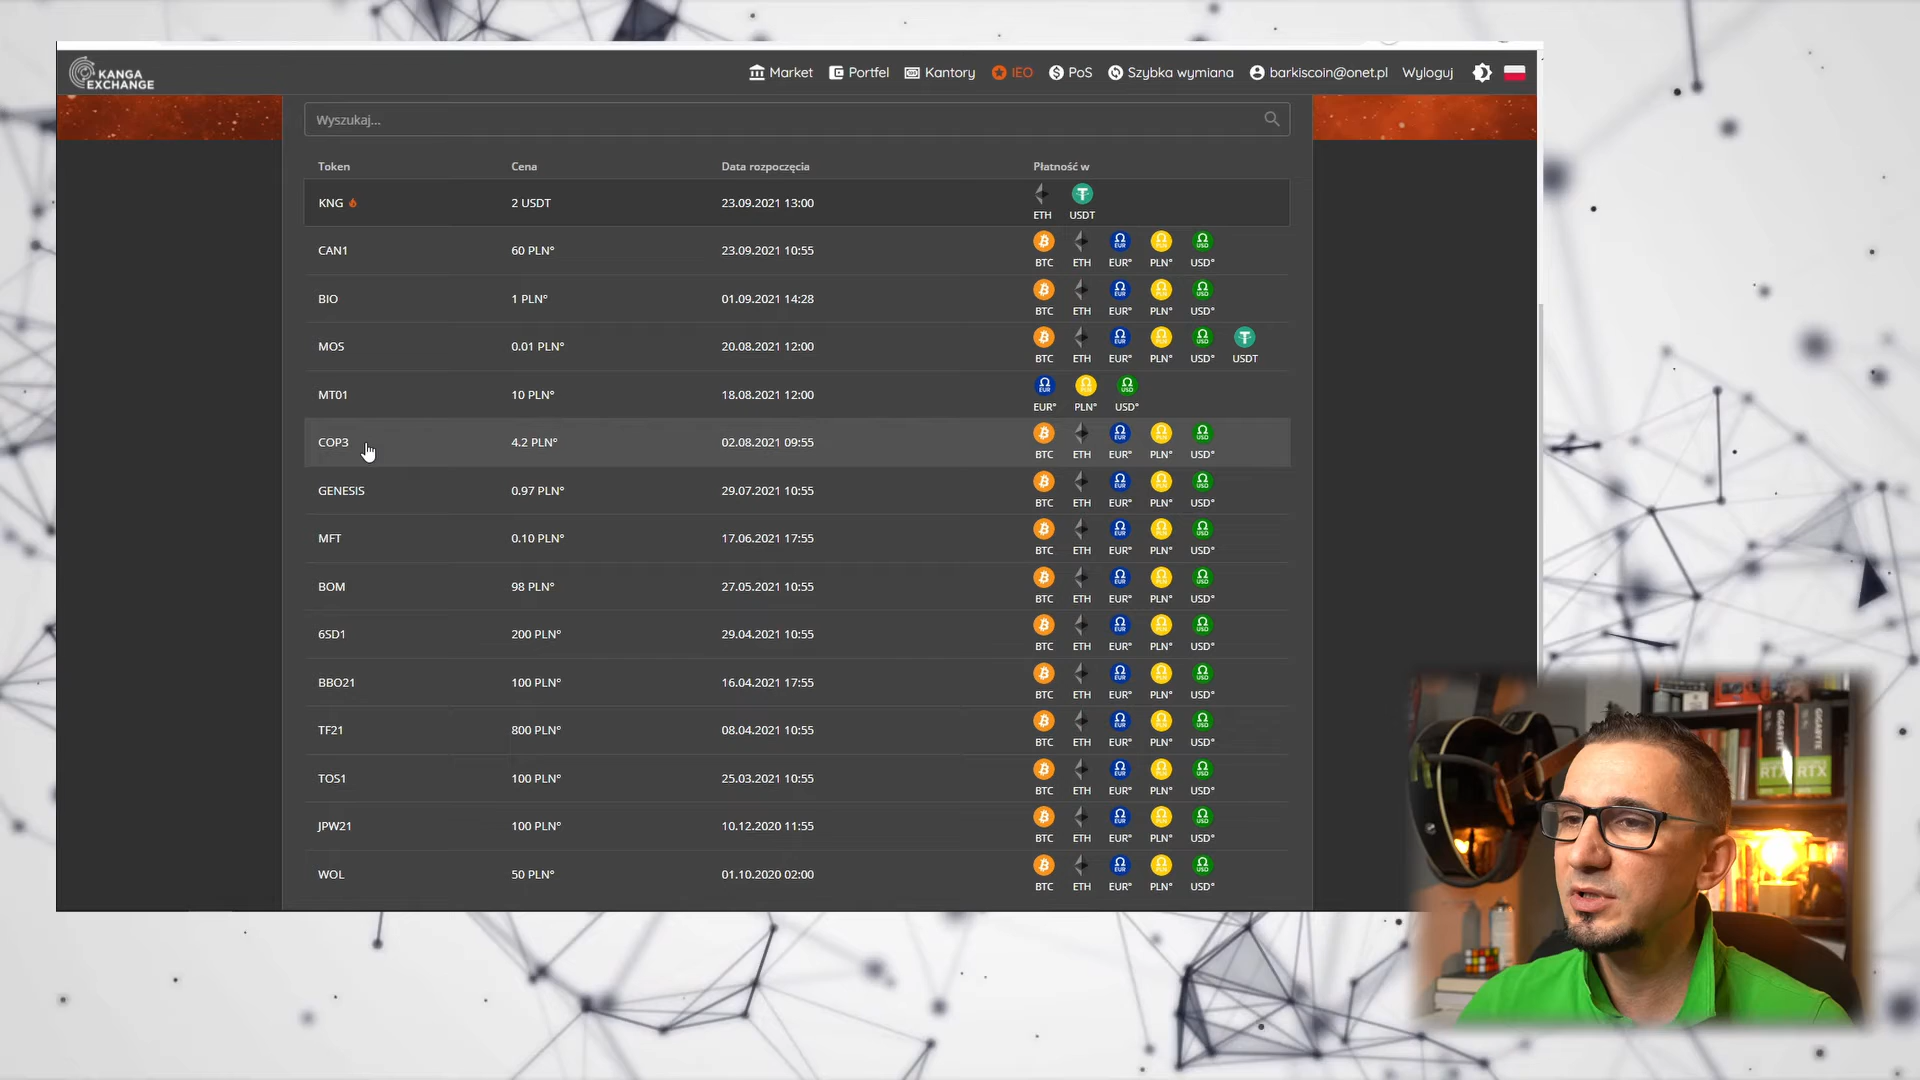 KANGA EXCHANGE Market Portfel Kantory IEO PoS Szybka wymiana barkiscoin@onet.pl Wyloguj
Wyszukaj...
Token Cena Data rozpoczęcia Płatność w
KNG 2 USDT 23.09.2021 13:00 ETH USDT
CAN1 60 PLN° 23.09.2021 10:55 BTC ETH EUR° PLN° USD°
BIO 1 PLN° 01.09.2021 14:28 BTC ETH EUR° PLN° USD°
MOS 0.01 PLN° 20.08.2021 12:00 BTC ETH EUR° PLN° USD° USDT
MT01 10 PLN° 18.08.2021 12:00 EUR° PLN° USD°
COP3 4.2 PLN° 02.08.2021 09:55 BTC ETH EUR° PLN° USD°
GENESIS 0.97 PLN° 29.07.2021 10:55 BTC ETH EUR° PLN° USD°
MFT 0.10 PLN° 17.06.2021 17:55 BTC ETH EUR° PLN° USD°
BOM 98 PLN° 27.05.2021 10:55 BTC ETH EUR° PLN° USD°
6SD1 200 PLN° 29.04.2021 10:55 BTC ETH EUR° PLN° USD°
BBO21 100 PLN° 16.04.2021 17:55 BTC ETH EUR° PLN° USD°
TF21 800 PLN° 08.04.2021 10:55 BTC ETH EUR° PLN° USD°
TOS1 100 PLN° 25.03.2021 10:55 BTC ETH EUR° PLN° USD°
JPW21 100 PLN° 10.12.2020 11:55 BTC ETH EUR° PLN° USD°
WOL 50 PLN° 01.10.2020 02:00 BTC ETH EUR° PLN° USD°
GIGABYTE
RTX RTX